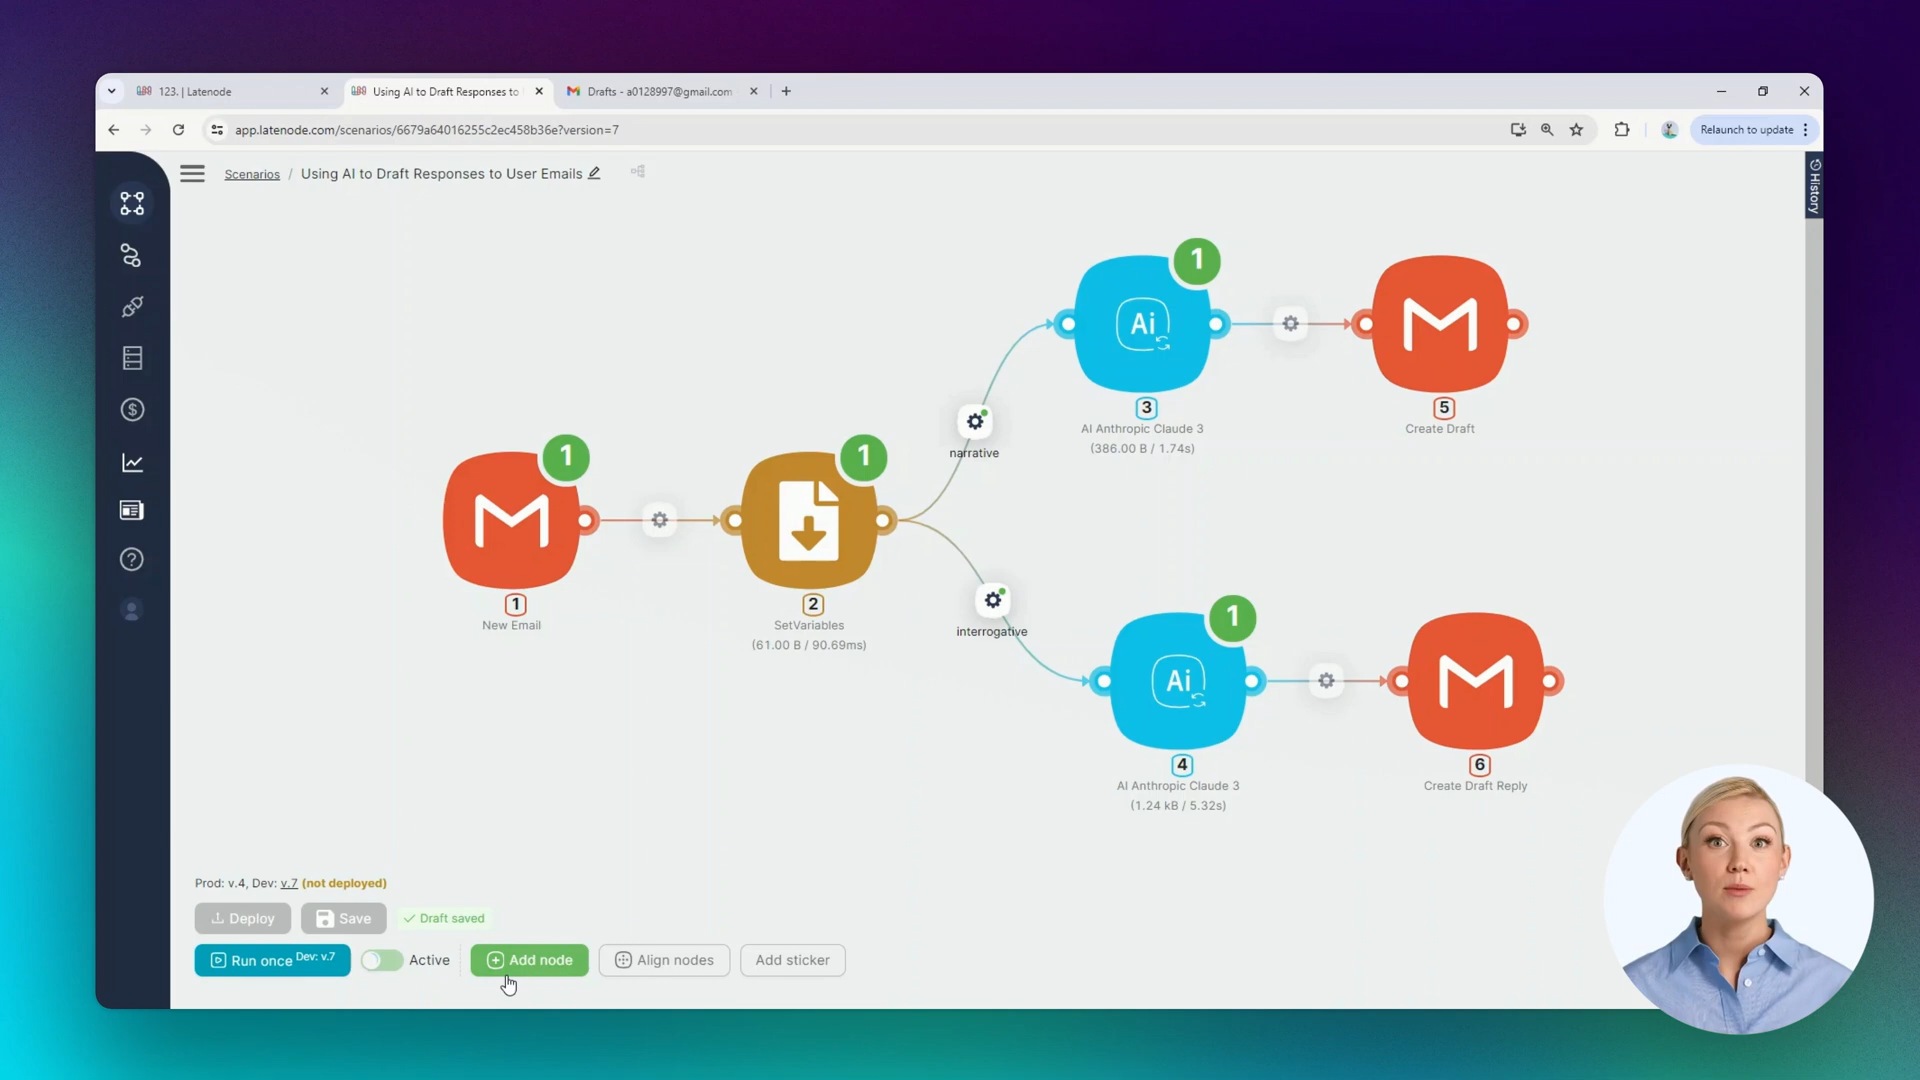 123. | Latenode
Using AI to Draft Responses to
Drafts - a0128997@gmail.com
app.latenode.com/scenarios/6679a64016255c2ec458b36e?version=7
Relaunch to update
Scenarios / Using AI to Draft Responses to User Emails
History
1
Ai
3
AI Anthropic Claude 3
(386.00 B / 1.74s)
5
Create Draft
narrative
1
1
New Email
1
2
SetVariables
(61.00 B / 90.69ms)
interrogative
1
Ai
4
AI Anthropic Claude 3
(1.24 kB / 5.32s)
6
Create Draft Reply
Prod: v.4, Dev: v.7 (not deployed)
Deploy
Save
Draft saved
Run once Dev: v.7
Active
Add node
Align nodes
Add sticker